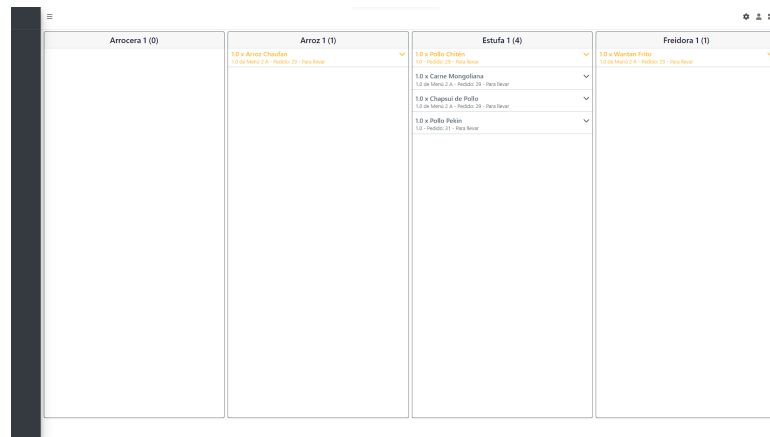 Arrocera 1 (0)
Arroz 1 (1)
1.0 x Arroz Chaufan
1.0 de Menú 2 A - Pedido: 29 - Para llevar
Estufa 1 (4)
1.0 x Pollo Chitén
1.0 - Pedido: 29 - Para llevar
1.0 x Carne Mongoliana
1.0 de Menú 2 A - Pedido: 29 - Para llevar
1.0 x Chapsui de Pollo
1.0 de Menú 2 A - Pedido: 29 - Para llevar
1.0 x Pollo Pekin
1.0 - Pedido: 31 - Para llevar
Freidora 1 (1)
1.0 x Wantan Frito
1.0 de Menú 2 A - Pedido: 29 - Para llevar